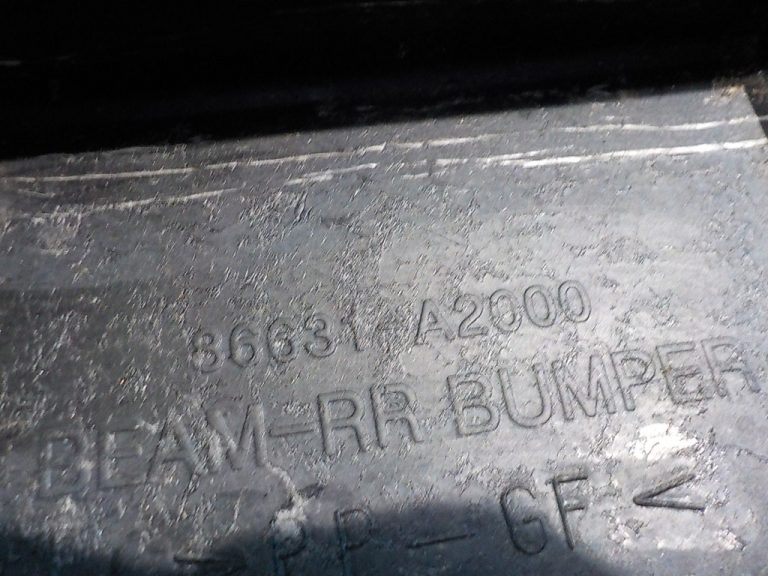 86631 A2000
BEAM-RR BUMPER
>PP-GF<